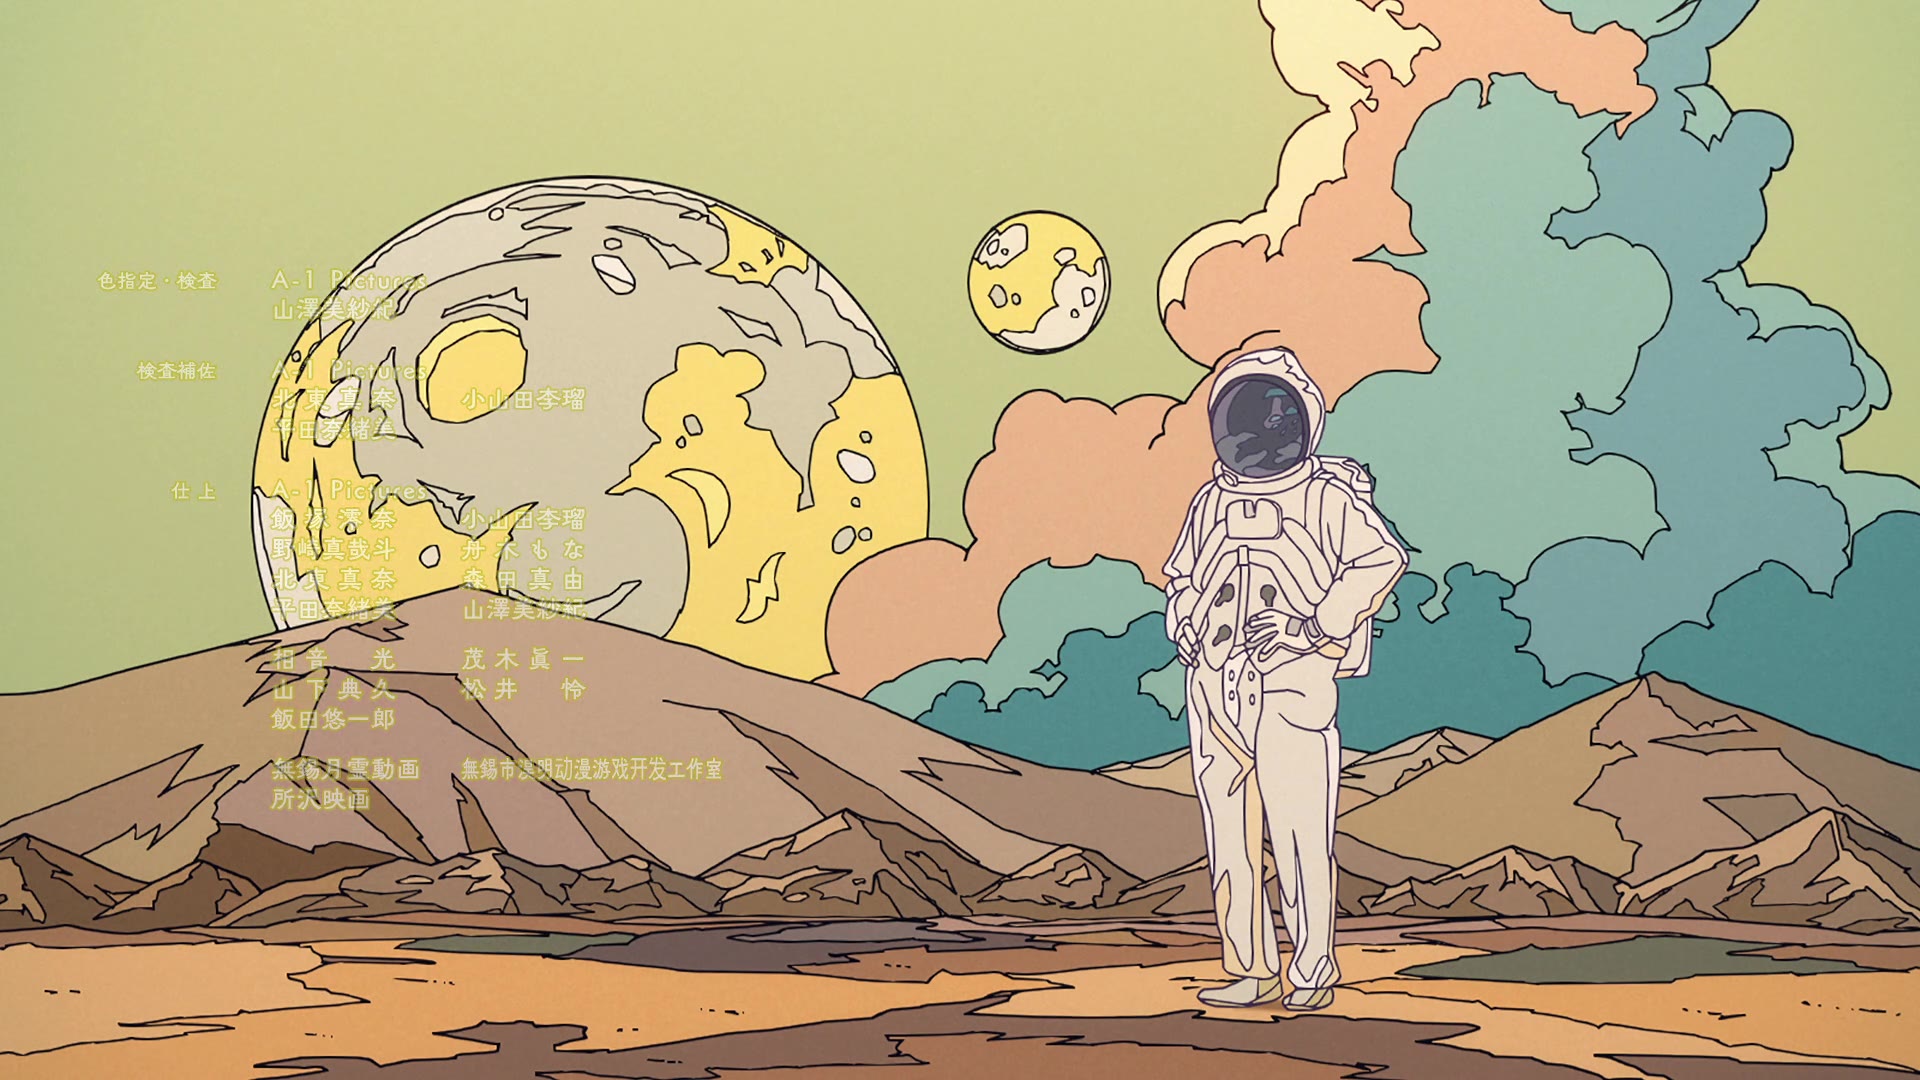 色指定・検査 A-1 Pictures
山澤美紗紀
検査補佐 A-1 Pictures
北東真奈 小山田李瑠
平田奈緒美
仕上 A-1 Pictures
飯塚澪奈 小山田李瑠
野崎真哉斗 舟木もな
北東真奈 森田真由
平田奈緒美 山澤美紗紀
相音 光 茂木眞一
山下典久 松井 怜
飯田悠一郎
無錫月霊動画 無錫市漫明动漫游戏开发工作室
所沢映画